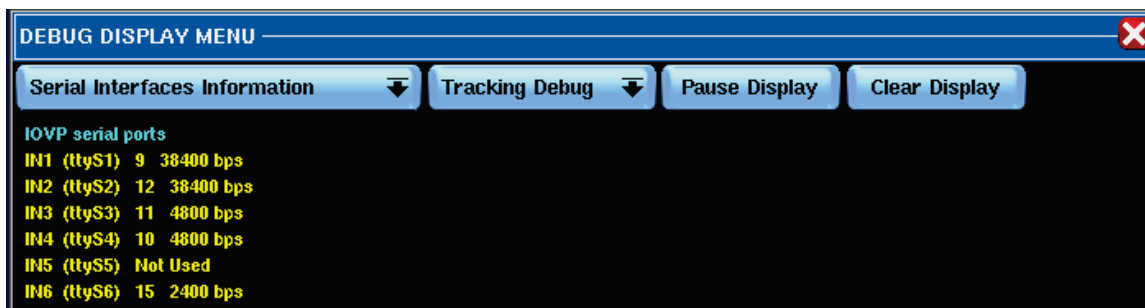 DEBUG DISPLAY MENU
Serial Interfaces Information Tracking Debug Pause Display Clear Display
IOVP serial ports
IN1 (ttyS1) 9 38400 bps
IN2 (ttyS2) 12 38400 bps
IN3 (ttyS3) 11 4800 bps
IN4 (ttyS4) 10 4800 bps
IN5 (ttyS5) Not Used
IN6 (ttyS6) 15 2400 bps